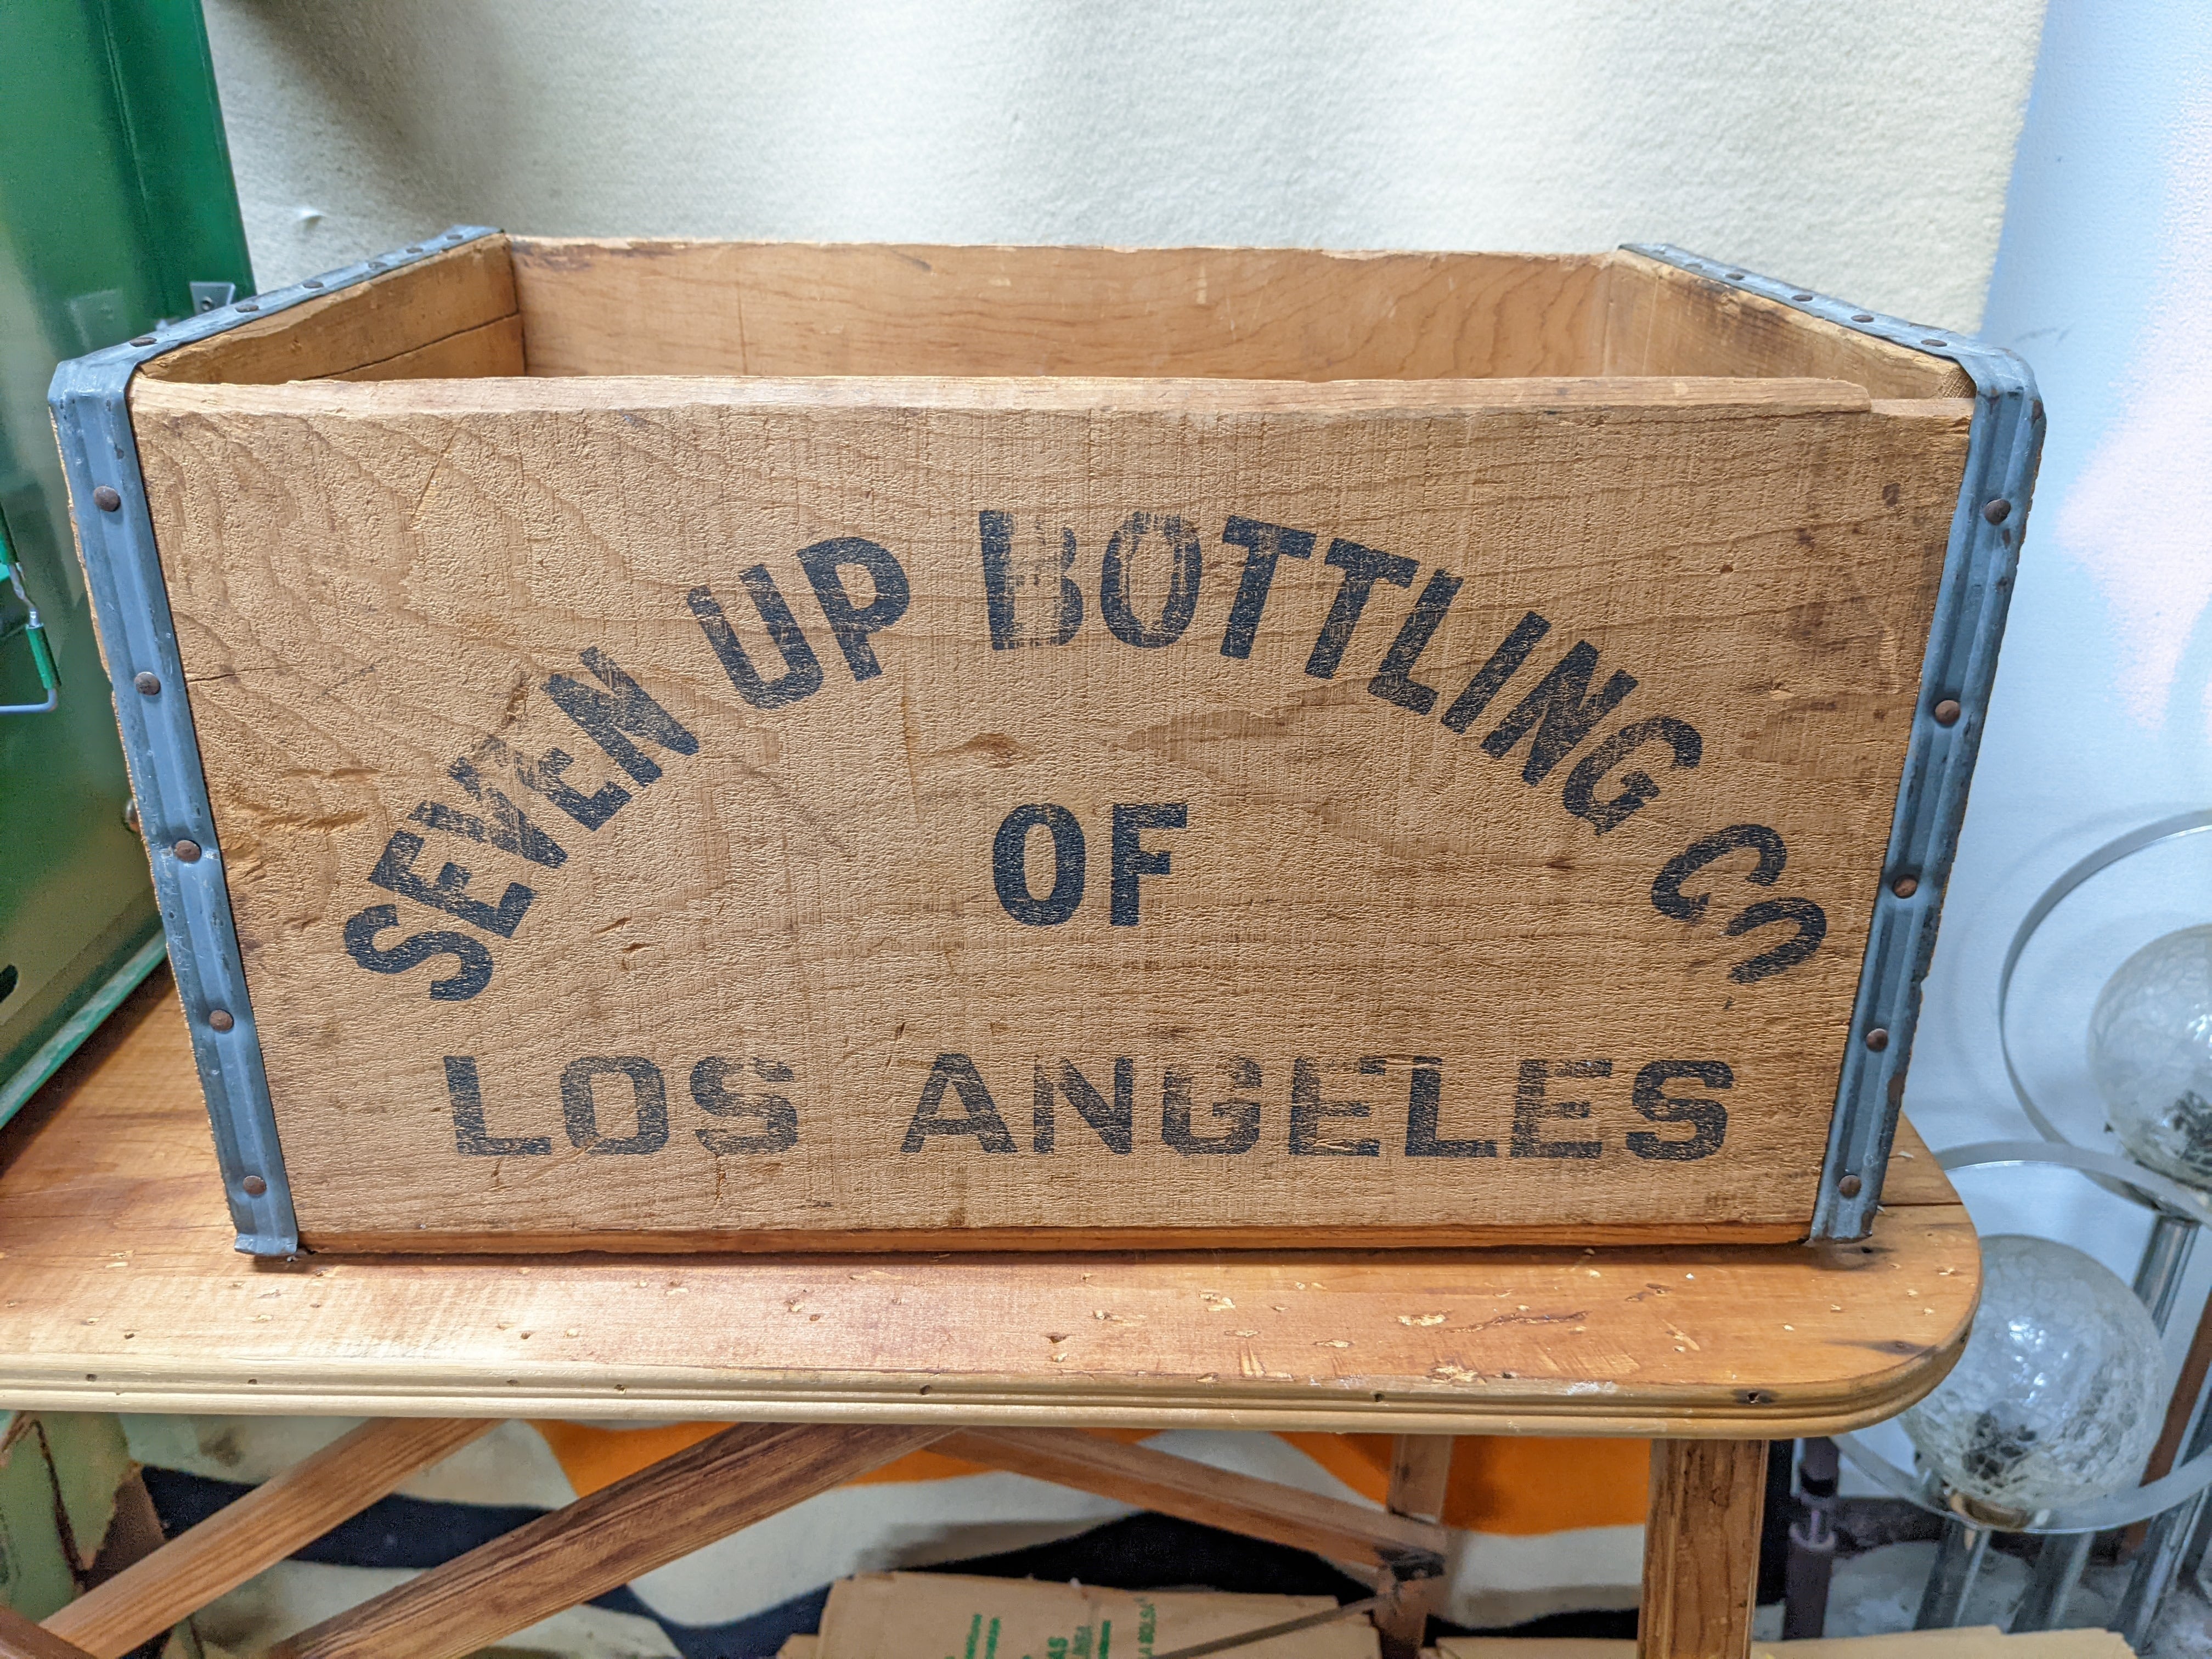 SEVEN UP BOTTLING CO
OF
LOS ANGELES